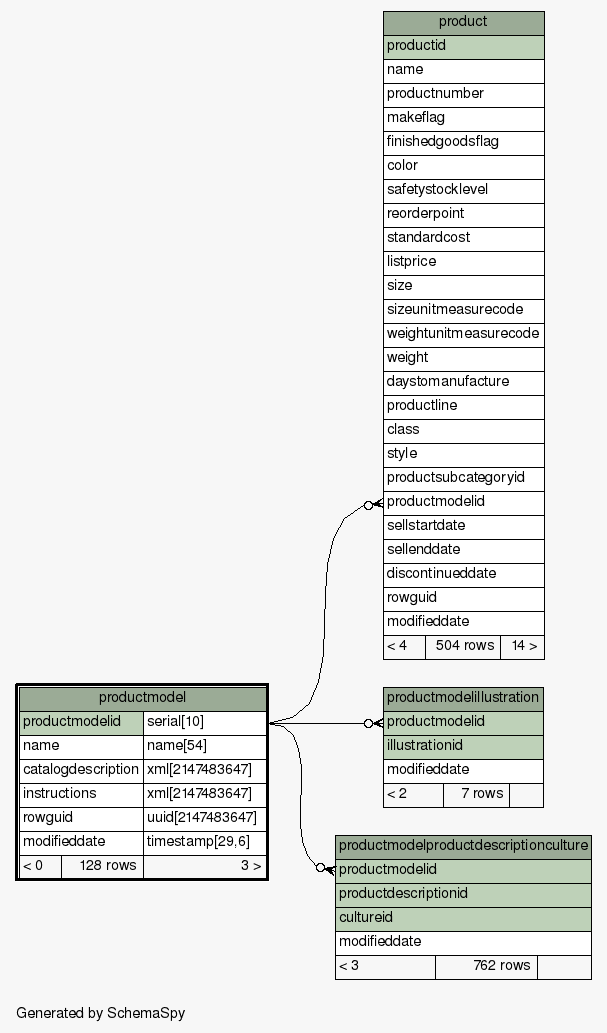 product
productid
name
productnumber
makeflag
finishedgoodsflag
color
safetystocklevel
reorderpoint
standardcost
listprice
size
sizeunitmeasurecode
weightunitmeasurecode
weight
daystomanufacture
productline
class
style
productsubcategoryid
productmodelid
sellstartdate
sellenddate
discontinueddate
rowguid
modifieddate
< 4 504 rows 14 >
productmodel
productmodelid serial[10]
name name[54]
catalogdescription xml[2147483647]
instructions xml[2147483647]
rowguid uuid[2147483647]
modifieddate timestamp[29,6]
< 0 128 rows 3 >
productmodelillustration
productmodelid
illustrationid
modifieddate
< 2 7 rows
productmodelproductdescriptionculture
productmodelid
productdescriptionid
cultureid
modifieddate
< 3 762 rows
Generated by SchemaSpy